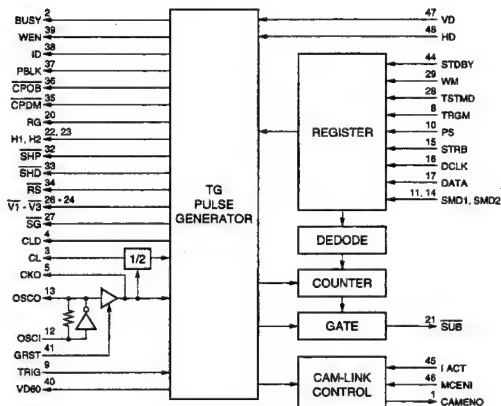 BUSY 2
WEN 39
ID 38
PBLK 37
CPOB 36
CPDM 35
RG 20
H1, H2 22, 23
SHP 32
SHD 33
RS 34
V1 - V3 26 - 24
SG 27
CLD 4
CL 3
CKO 5
OSCO 13
OSCI 12
GRST 41
TRIG 9
VD60 40
1/2
TG
PULSE
GENERATOR
47 VD
48 HD
REGISTER
44 STDBY
29 WM
28 TSTMD
8 TRGM
10 PS
15 STRB
16 DCLK
17 DATA
11, 14 SMD1, SMD2
DEDODE
COUNTER
GATE
21 SUB
CAM-LINK
CONTROL
45 I ACT
46 MCENI
1 CAMENO